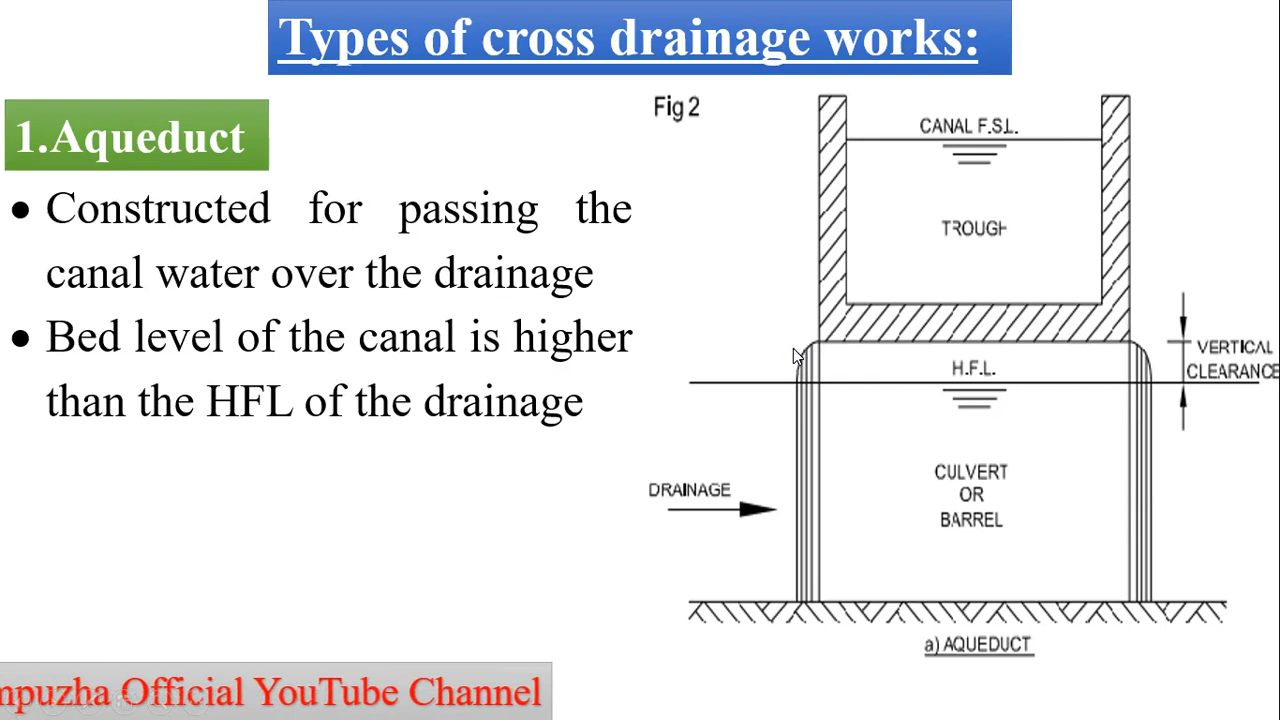 Types of cross drainage works:
1.Aqueduct
• Constructed for passing the
canal water over the drainage
• Bed level of the canal is higher
than the HFL of the drainage
Fig 2
CANAL F.S.L.
TROUGH
VERTICAL
CLEARANCE
H.F.L.
CULVERT
OR
BARREL
DRAINAGE
a) AQUEDUCT
mpuzha Official YouTube Channel